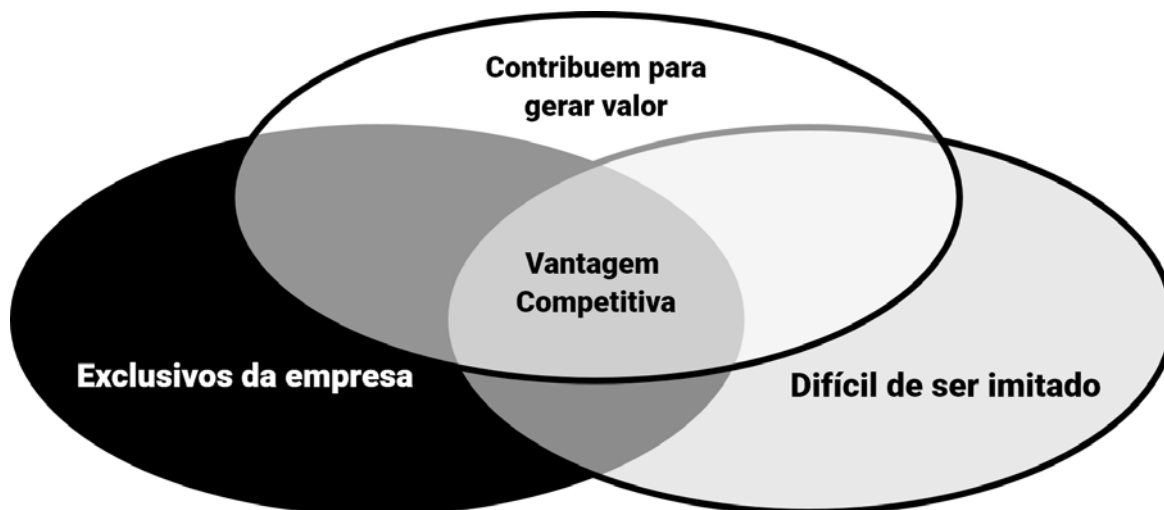 Contribuem para
gerar valor
Vantagem
Competitiva
Exclusivos da empresa
Difícil de ser imitado